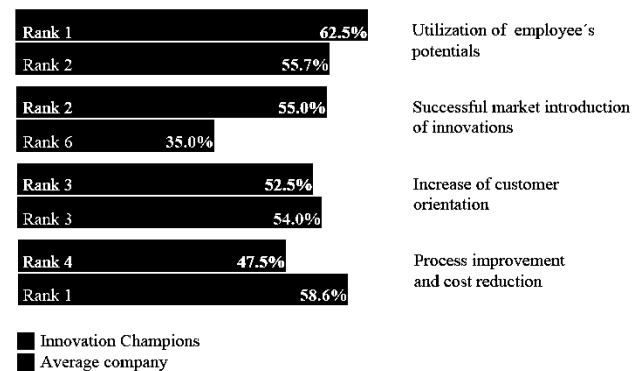 Rank 1 62.5% Utilization of employee´s
Rank 2 55.7% potentials
Rank 2 55.0% Successful market introduction
Rank 6 35.0% of innovations
Rank 3 52.5% Increase of customer
Rank 3 54.0% orientation
Rank 4 47.5% Process improvement
Rank 1 58.6% and cost reduction
Innovation Champions
Average company